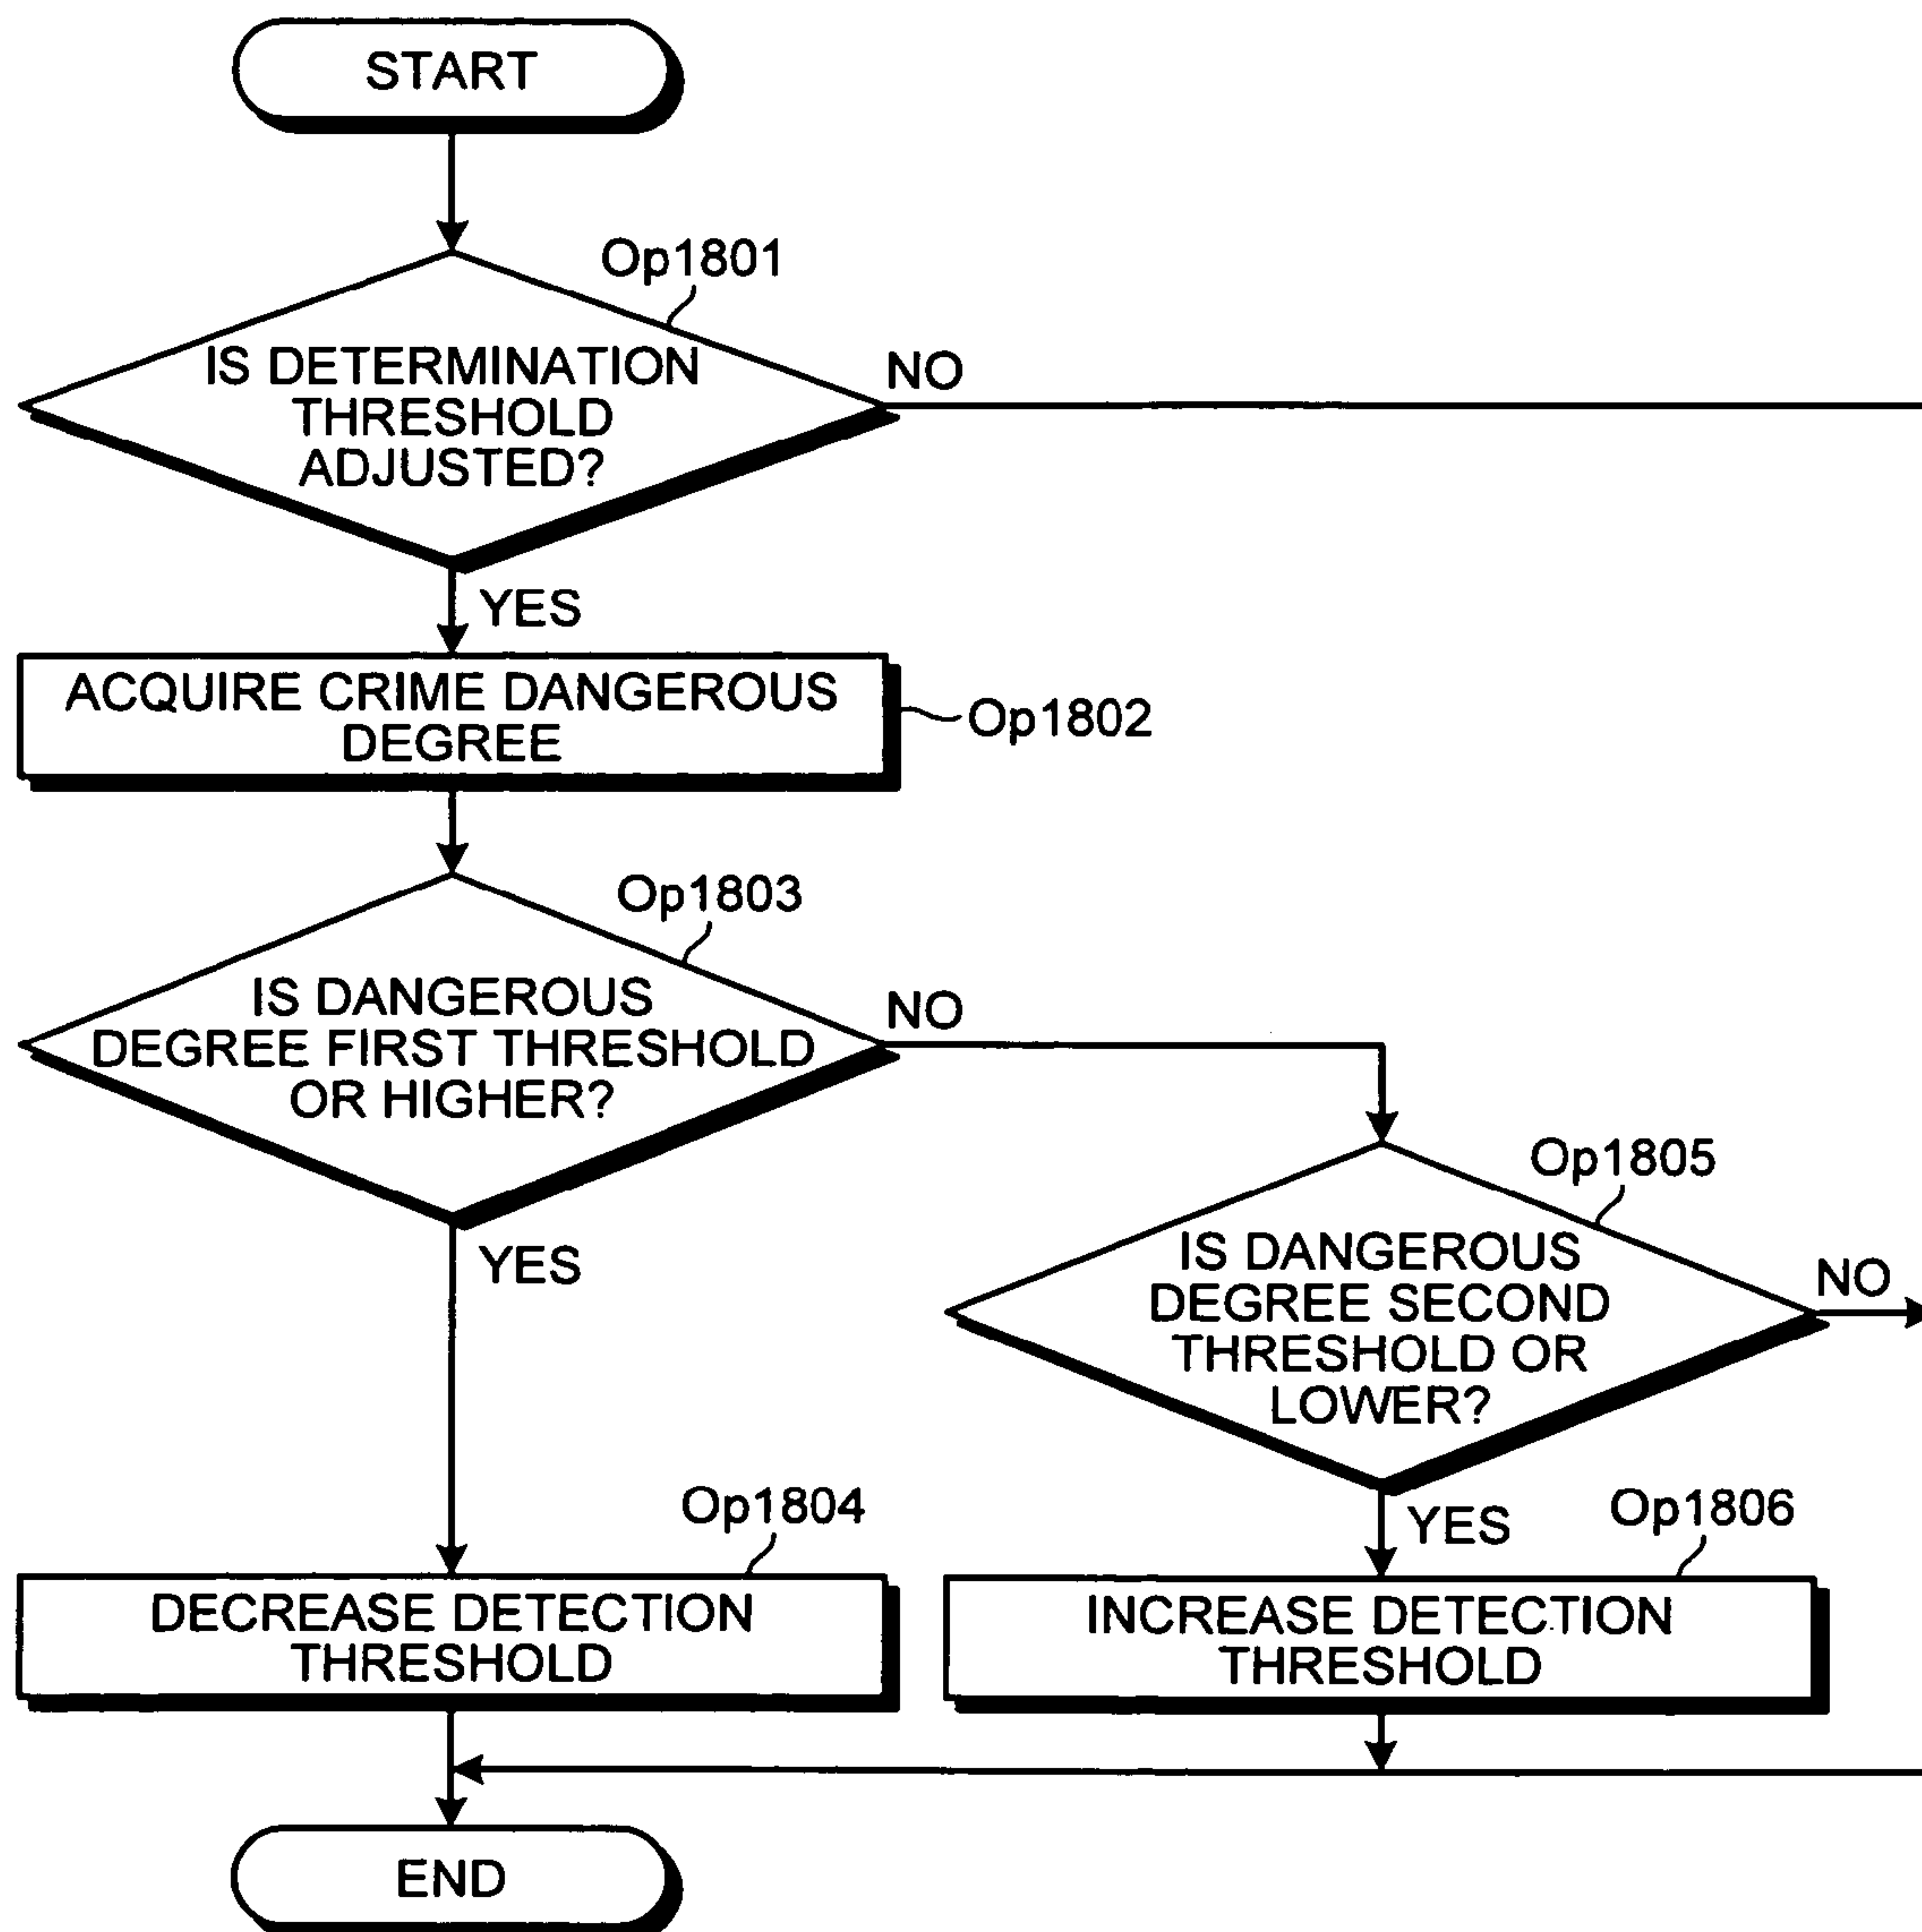 START
Op1801
IS DETERMINATION
THRESHOLD
ADJUSTED?
NO
YES
ACQUIRE CRIME DANGEROUS
DEGREE
Op1802
Op1803
IS DANGEROUS
DEGREE FIRST THRESHOLD
OR HIGHER?
NO
YES
Op1805
IS DANGEROUS
DEGREE SECOND
THRESHOLD OR
LOWER?
NO
YES
Op1804
DECREASE DETECTION
THRESHOLD
Op1806
INCREASE DETECTION
THRESHOLD
END